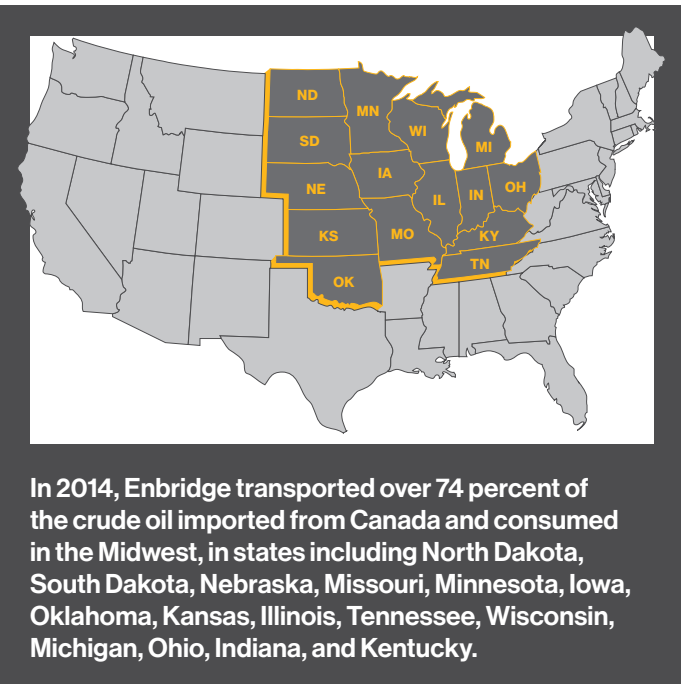 ND
MN
WI
MI
SD
IA
NE
IL
IN
OH
KS
MO
KY
TN
OK
In 2014, Enbridge transported over 74 percent of
the crude oil imported from Canada and consumed
in the Midwest, in states including North Dakota,
South Dakota, Nebraska, Missouri, Minnesota, Iowa,
Oklahoma, Kansas, Illinois, Tennessee, Wisconsin,
Michigan, Ohio, Indiana, and Kentucky.